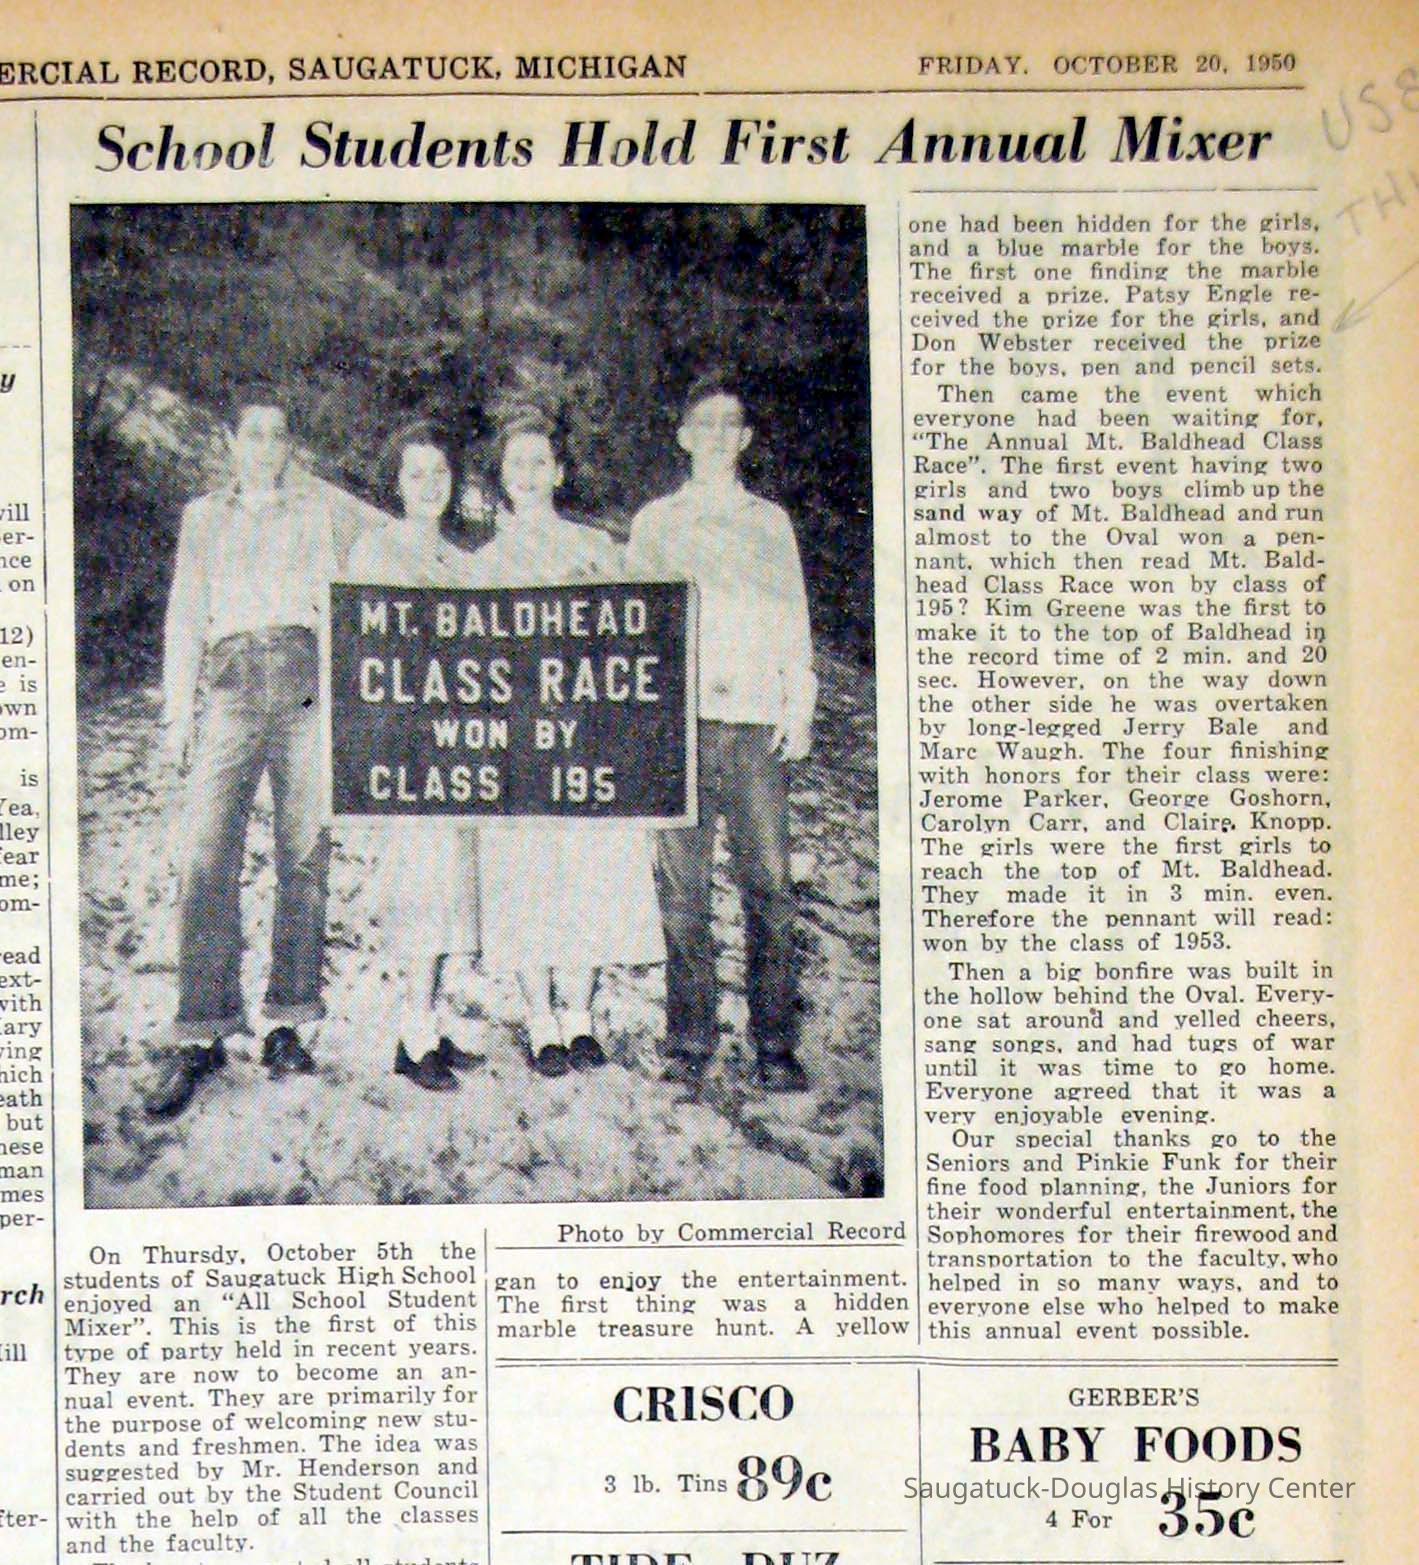 ERCIAL RECORD, SAUGATUCK, MICHIGAN
FRIDAY. OCTOBER 20, 1950
School Students Hold First Annual Mixer
MT. BALDHEAD
CLASS RACE
WON BY
CLASS 195
Photo by Commercial Record
On Thursdy, October 5th the
students of Saugatuck High School
enjoyed an “All School Student
Mixer”. This is the first of this
type of party held in recent years.
They are now to become an an-
nual event. They are primarily for
the purpose of welcoming new stu-
dents and freshmen. The idea was
suggested by Mr. Henderson and
carried out by the Student Council
with the help of all the classes
and the faculty.
gan to enjoy the entertainment.
The first thing was a hidden
marble treasure hunt. A yellow
one had been hidden for the girls,
and a blue marble for the boys.
The first one finding the marble
received a prize. Patsy Engle re-
ceived the prize for the girls, and
Don Webster received the prize
for the boys, pen and pencil sets.
Then came the event which
everyone had been waiting for,
“The Annual Mt. Baldhead Class
Race”. The first event having two
girls and two boys climb up the
sand way of Mt. Baldhead and run
almost to the Oval won a pen-
nant, which then read Mt. Bald-
head Class Race won by class of
195? Kim Greene was the first to
make it to the top of Baldhead in
the record time of 2 min. and 20
sec. However, on the way down
the other side he was overtaken
by long-legged Jerry Bale and
Marc Waugh. The four finishing
with honors for their class were:
Jerome Parker, George Goshorn,
Carolyn Carr, and Claire Knopp.
The girls were the first girls to
reach the top of Mt. Baldhead.
They made it in 3 min. even.
Therefore the pennant will read:
won by the class of 1953.
Then a big bonfire was built in
the hollow behind the Oval. Every-
one sat around and yelled cheers,
sang songs, and had tugs of war
until it was time to go home.
Everyone agreed that it was a
very enjoyable evening.
Our special thanks go to the
Seniors and Pinkie Funk for their
fine food planning, the Juniors for
their wonderful entertainment, the
Sophomores for their firewood and
transportation to the faculty, who
helped in so many ways, and to
everyone else who helped to make
this annual event possible.
CRISCO
3 lb. Tins 89c
GERBER'S
BABY FOODS
4 For 35c
Saugatuck-Douglas History Center